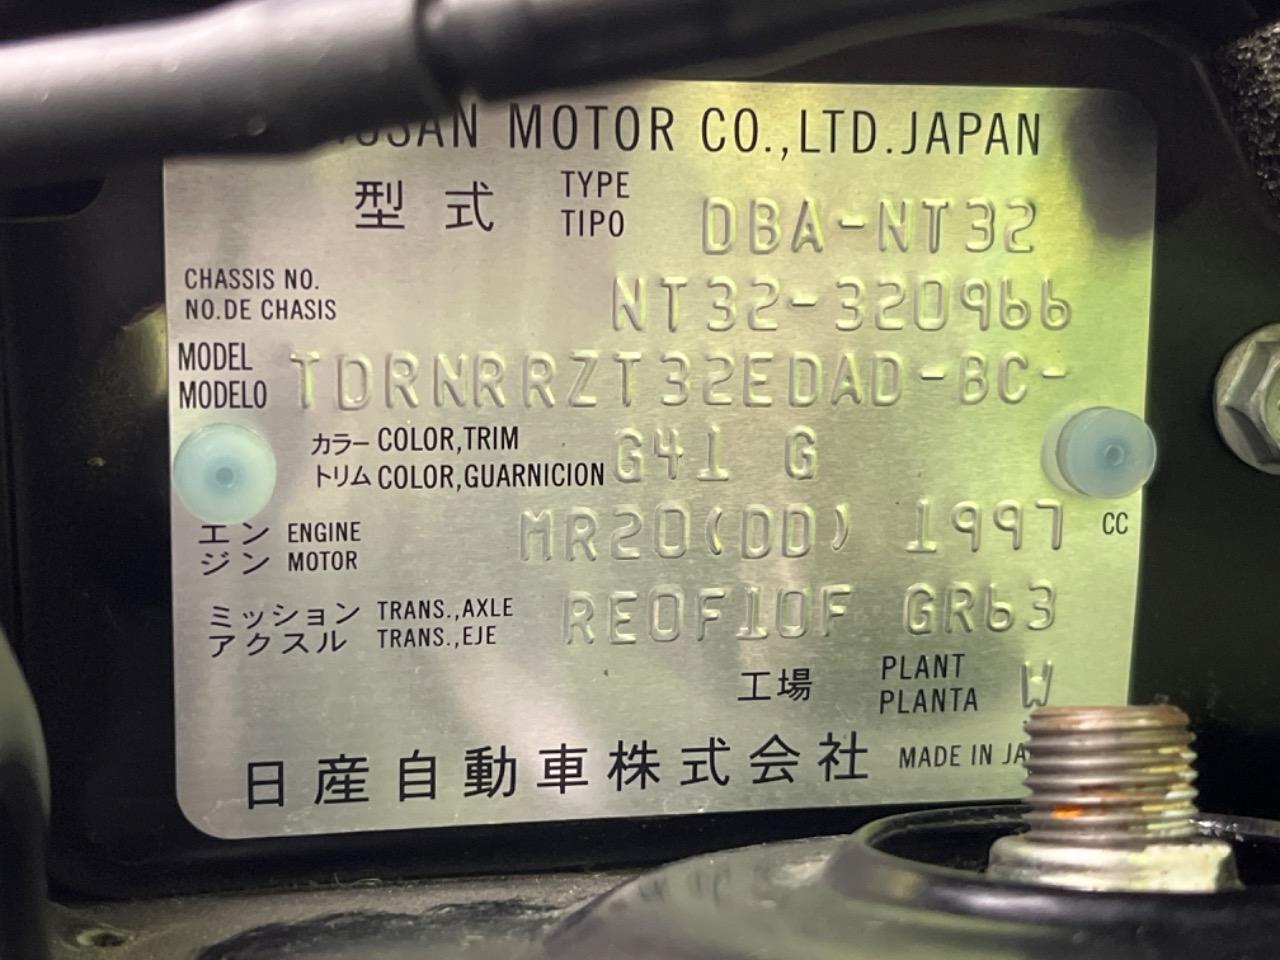 NISSAN MOTOR CO.,LTD.JAPAN
型式 TYPE TIPO DBA-NT32
CHASSIS NO. NO.DE CHASIS NT32-320966
MODEL MODELO TDRNRRZT32EDAD-BC-
カラー COLOR,TRIM
トリム COLOR,GUARNICION G41 G
エンジン ENGINE MOTOR MR20(DD) 1997 CC
ミッション TRANS.,AXLE
アクスル TRANS.,EJE RE0F10F GR63
工場 PLANT PLANTA W
日産自動車株式会社 MADE IN JA